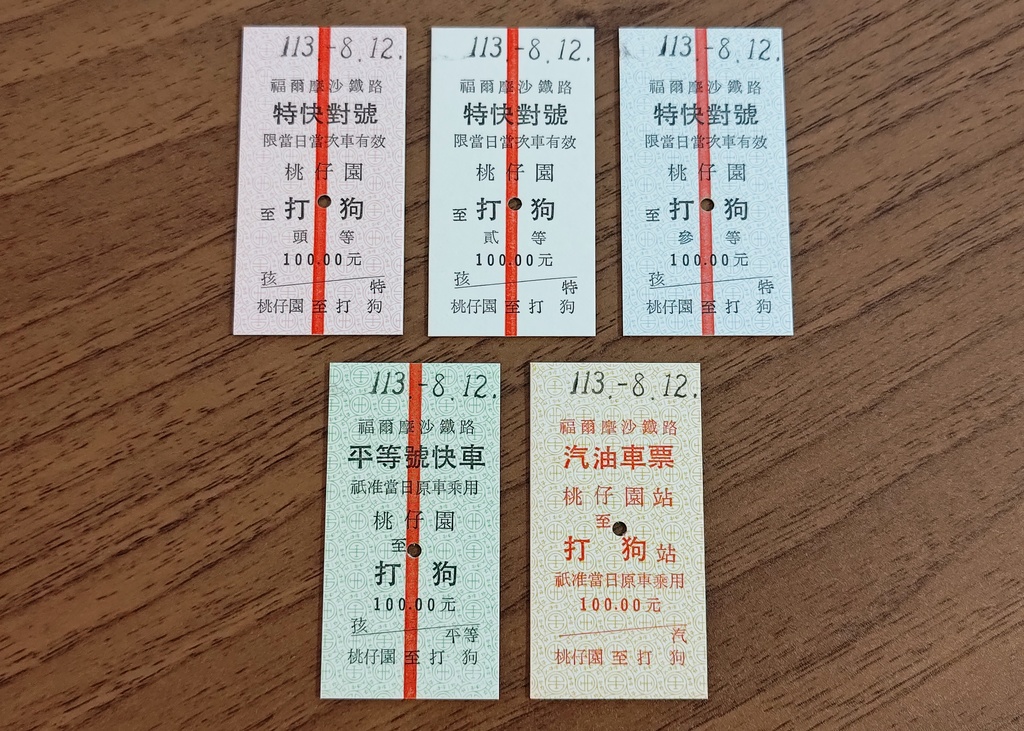 113.-8.12.
福爾摩沙鐵路
特快對號
限當日當次車有效
桃仔園
至打狗
頭等
100.00元
孩 特
桃仔園至打狗
113.-8.12.
福爾摩沙鐵路
特快對號
限當日當次車有效
桃仔園
至打狗
貳等
100.00元
孩 特
桃仔園至打狗
113.-8.12.
福爾摩沙鐵路
特快對號
限當日當次車有效
桃仔園
至打狗
參等
100.00元
孩 特
桃仔園至打狗
113.-8.12.
福爾摩沙鐵路
平等號快車
祇准當日原車乘用
桃仔園
至
打狗
100.00元
孩 平等
桃仔園至打狗
113.-8.12.
福爾摩沙鐵路
汽油車票
桃仔園站
至
打狗站
祇准當日原車乘用
100.00元
汽
桃仔園至打狗